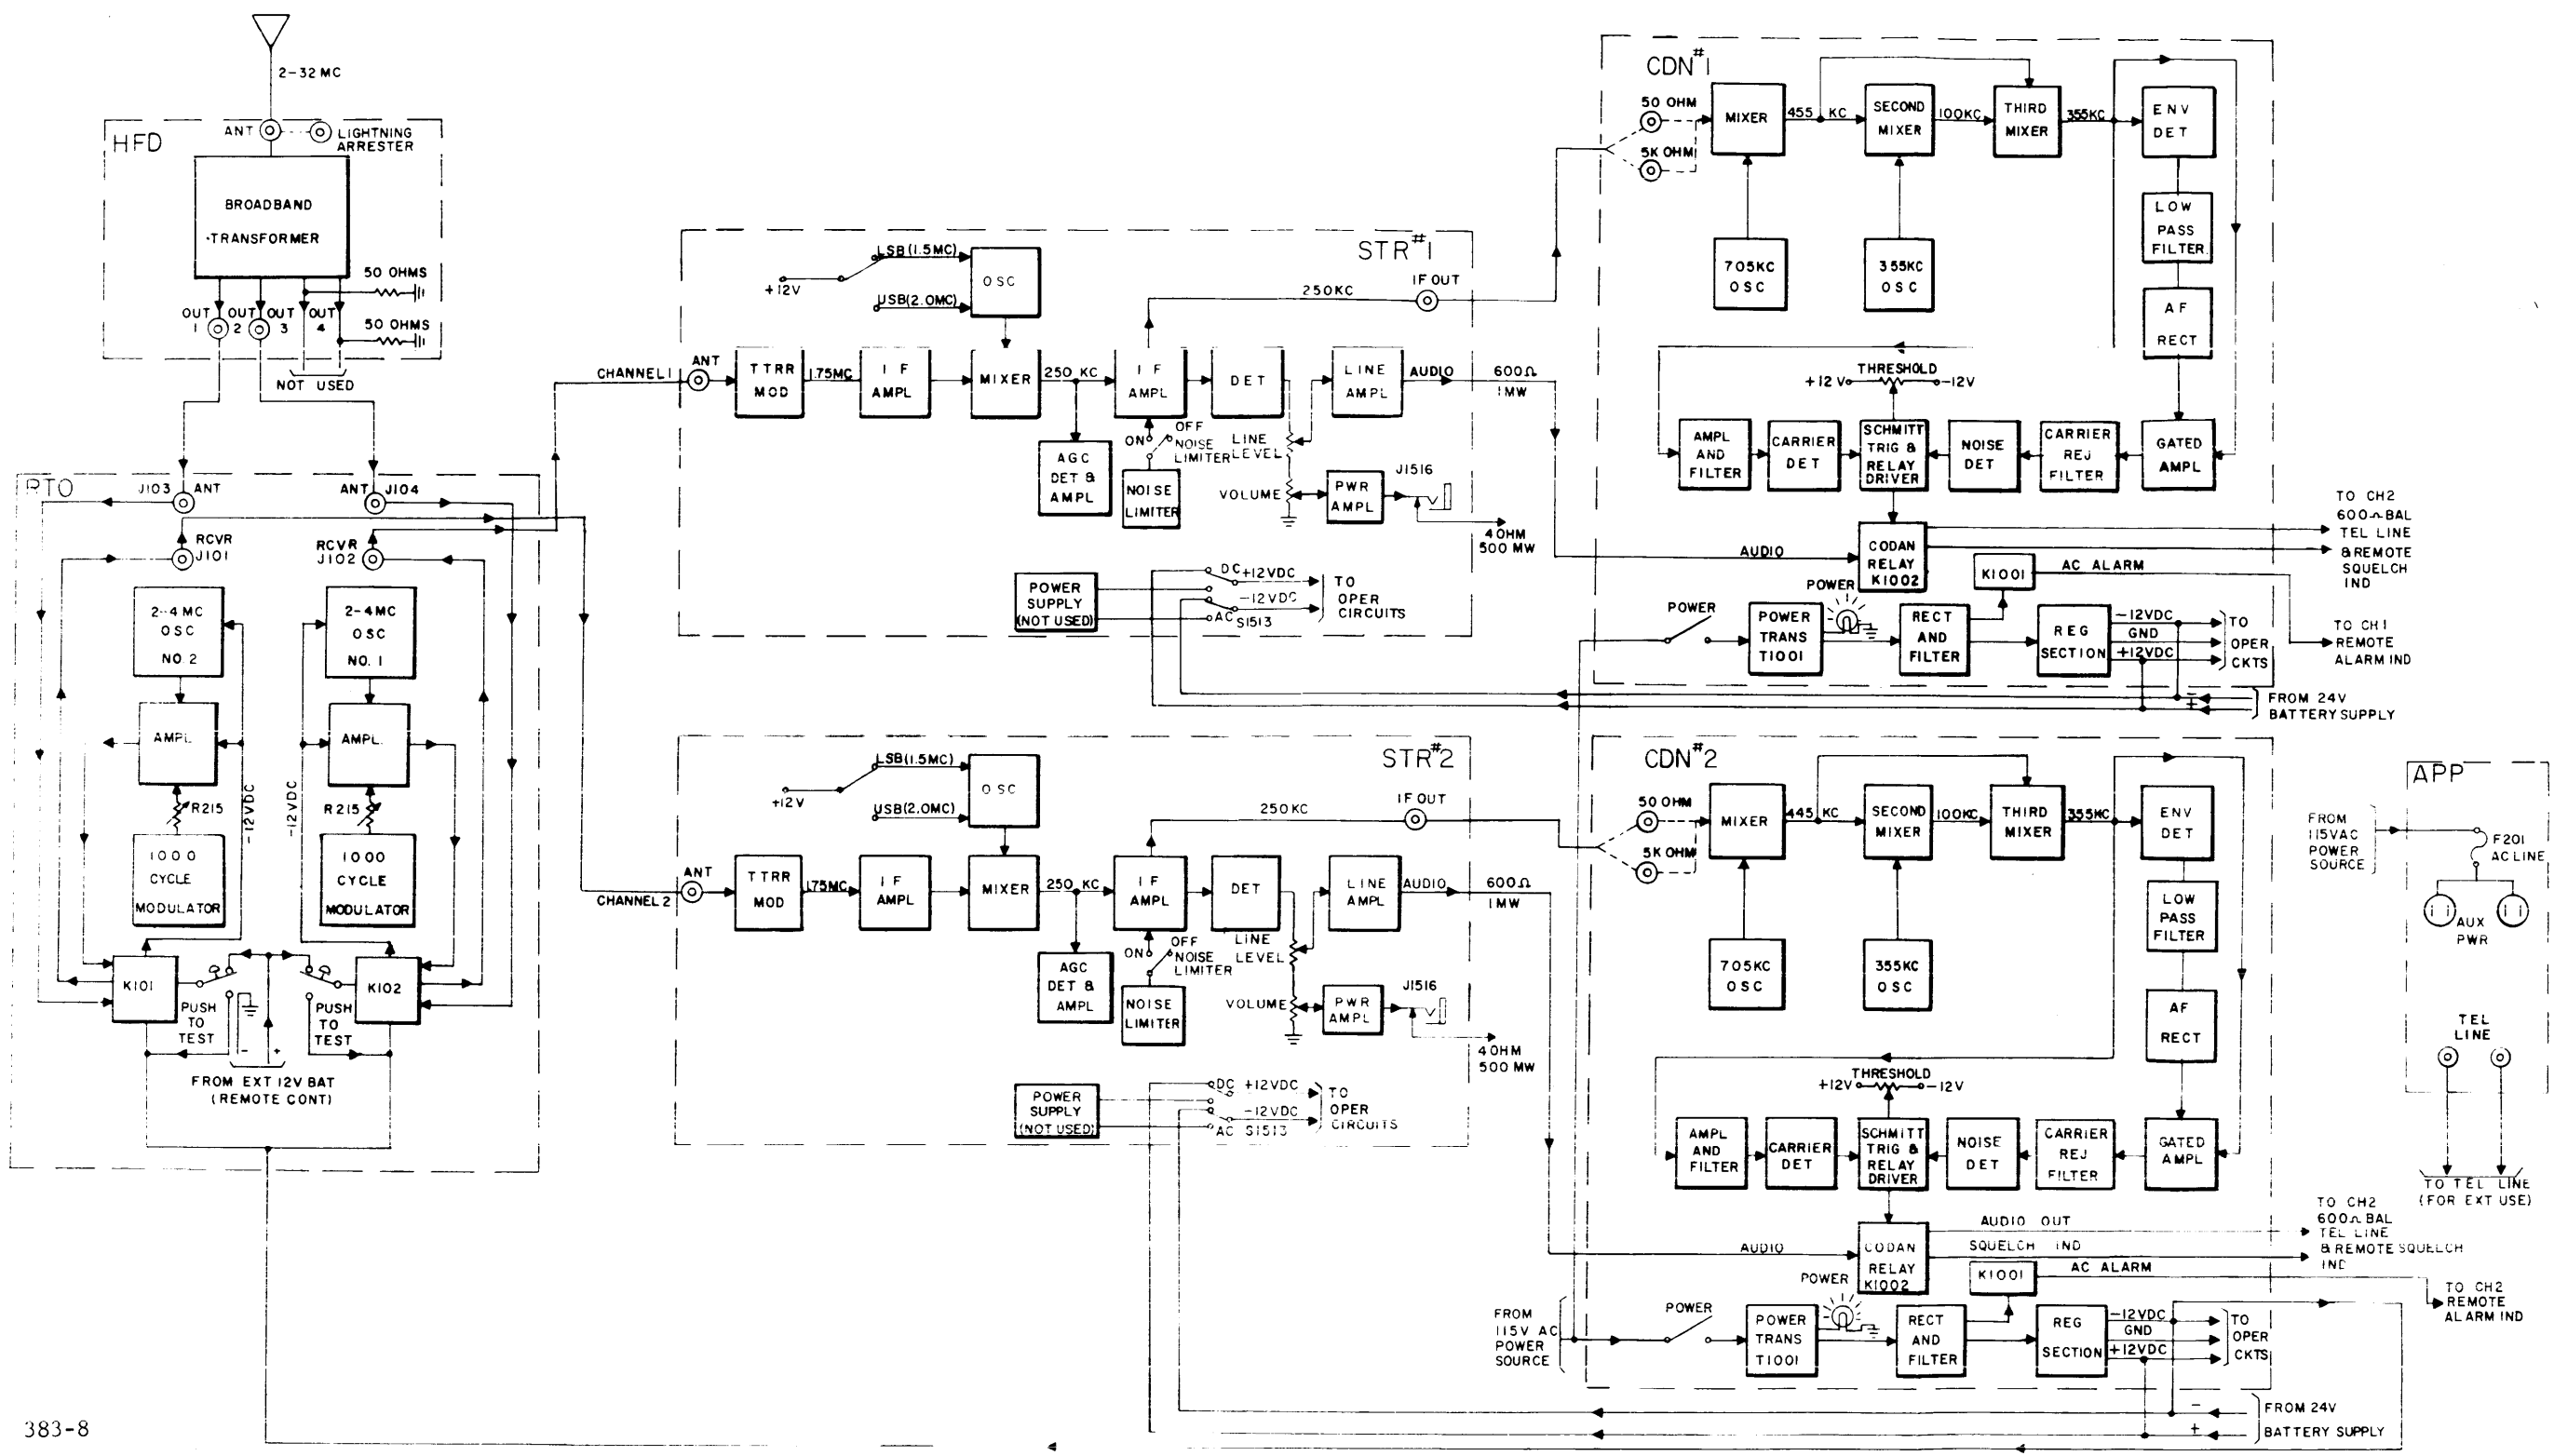 2-32 MC
HFD
ANT
LIGHTNING
ARRESTER
BROADBAND
TRANSFORMER
50 OHMS
OUT
1
OUT
2
OUT
3
OUT
4
50 OHMS
NOT USED
RTO
J103
ANT
ANT
J104
RCVR
J101
RCVR
J102
2-4 MC
OSC
NO. 2
2-4 MC
OSC
NO. 1
AMPL
AMPL.
R215
R215
-12VDC
-12VDC
1000
CYCLE
MODULATOR
1000
CYCLE
MODULATOR
K101
K102
PUSH
TO
TEST
PUSH
TO
TEST
-
+
FROM EXT 12V BAT
(REMOTE CONT)
383-8
STR#1
LSB(1.5MC)
+12V
USB(2.0MC)
OSC
250KC
IF OUT
CHANNEL 1
ANT
TTRR
MOD
1.75MC
IF
AMPL
MIXER
250 KC
IF
AMPL
DET
LINE
AMPL
AUDIO
600Ω
1MW
AGC
DET &
AMPL
ON
OFF
NOISE
LIMITER
NOISE
LIMITER
LINE
LEVEL
VOLUME
PWR
AMPL
J1516
4OHM
500 MW
POWER
SUPPLY
(NOT USED)
DC
+12VDC
-12VDC
AC
S1513
TO
OPER
CIRCUITS
STR#2
LSB(1.5MC)
+12V
USB(2.0MC)
OSC
250KC
IF OUT
CHANNEL 2
ANT
TTRR
MOD
1.75MC
IF
AMPL
MIXER
250 KC
IF
AMPL
DET
LINE
AMPL
AUDIO
600Ω
1MW
AGC
DET &
AMPL
ON
OFF
NOISE
LIMITER
NOISE
LIMITER
LINE
LEVEL
VOLUME
PWR
AMPL
J1516
4OHM
500 MW
POWER
SUPPLY
(NOT USED)
DC
+12VDC
-12VDC
AC
S1513
TO
OPER
CIRCUITS
CDN#1
50 OHM
5K OHM
MIXER
455 KC
SECOND
MIXER
100KC
THIRD
MIXER
355KC
ENV
DET
705KC
OSC
355KC
OSC
LOW
PASS
FILTER
AF
RECT
THRESHOLD
+12V
-12V
AMPL
AND
FILTER
CARRIER
DET
SCHMITT
TRIG &
RELAY
DRIVER
NOISE
DET
CARRIER
REJ
FILTER
GATED
AMPL
AUDIO
CODAN
RELAY
K1002
TO CH2
600Ω BAL
TEL LINE
& REMOTE
SQUELCH
IND
K1001
AC ALARM
POWER
POWER
POWER
TRANS
T1001
RECT
AND
FILTER
REG
SECTION
-12VDC
GND
+12VDC
TO
OPER
CKTS
TO CH1
REMOTE
ALARM IND
-
+
FROM 24V
BATTERY SUPPLY
CDN#2
50 OHM
5K OHM
MIXER
445 KC
SECOND
MIXER
100KC
THIRD
MIXER
355KC
ENV
DET
705KC
OSC
355KC
OSC
LOW
PASS
FILTER
AF
RECT
THRESHOLD
+12V
-12V
AMPL
AND
FILTER
CARRIER
DET
SCHMITT
TRIG &
RELAY
DRIVER
NOISE
DET
CARRIER
REJ
FILTER
GATED
AMPL
AUDIO
CODAN
RELAY
K1002
AUDIO OUT
SQUELCH IND
TO CH2
600Ω BAL
TEL LINE
& REMOTE SQUELCH
IND
K1001
AC ALARM
TO CH2
REMOTE
ALARM IND
FROM
115V AC
POWER
SOURCE
POWER
POWER
POWER
TRANS
T1001
RECT
AND
FILTER
REG
SECTION
-12VDC
GND
+12VDC
TO
OPER
CKTS
-
+
FROM 24V
BATTERY SUPPLY
APP
FROM
115VAC
POWER
SOURCE
F201
AC LINE
AUX
PWR
TEL
LINE
TO TEL LINE
(FOR EXT USE)